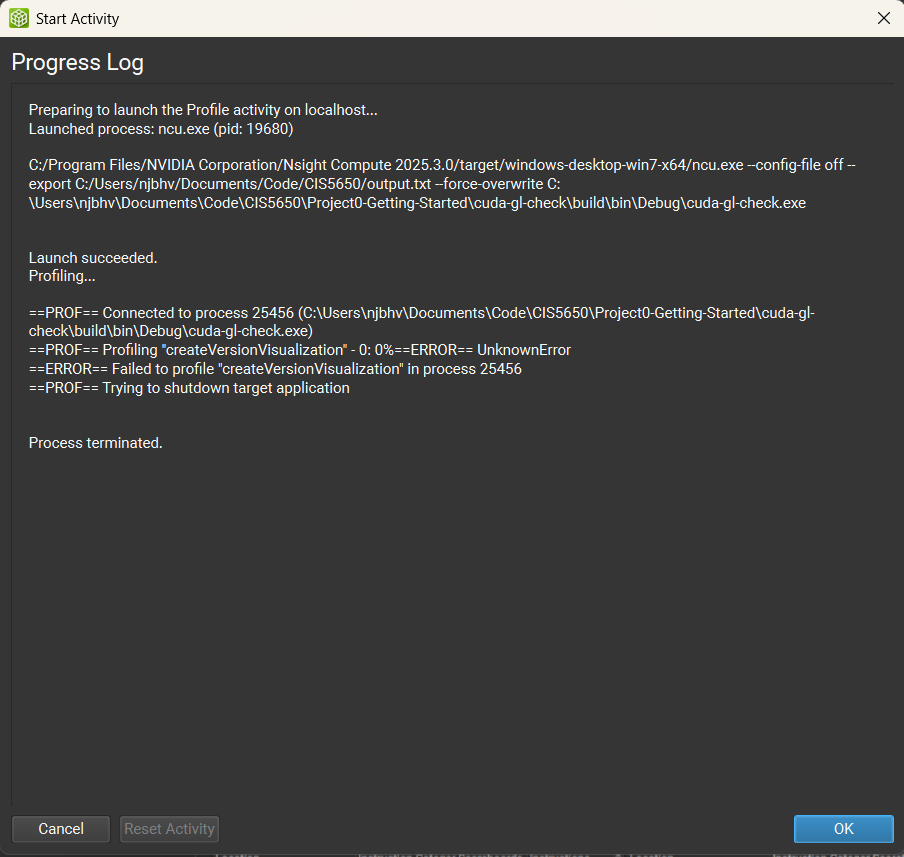 Start Activity
Progress Log
Preparing to launch the Profile activity on localhost...
Launched process: ncu.exe (pid: 19680)
C:/Program Files/NVIDIA Corporation/Nsight Compute 2025.3.0/target/windows-desktop-win7-x64/ncu.exe --config-file off --
export C:/Users/njbhv/Documents/Code/CIS5650/output.txt --force-overwrite C:
\Users\njbhv\Documents\Code\CIS5650\Project0-Getting-Started\cuda-gl-check\build\bin\Debug\cuda-gl-check.exe
Launch succeeded.
Profiling...
==PROF== Connected to process 25456 (C:\Users\njbhv\Documents\Code\CIS5650\Project0-Getting-Started\cuda-gl-
check\build\bin\Debug\cuda-gl-check.exe)
==PROF== Profiling "createVersionVisualization" - 0: 0%==ERROR== UnknownError
==ERROR== Failed to profile "createVersionVisualization" in process 25456
==PROF== Trying to shutdown target application
Process terminated.
Cancel Reset Activity OK